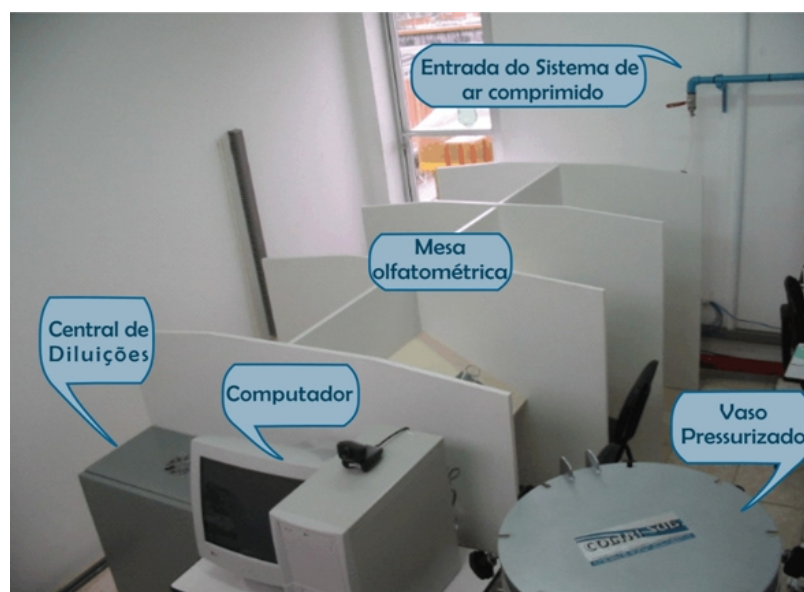 Entrada do Sistema de
ar comprimido
Mesa
olfatométrica
Central de
Diluições
Computador
Vaso
Pressurizado